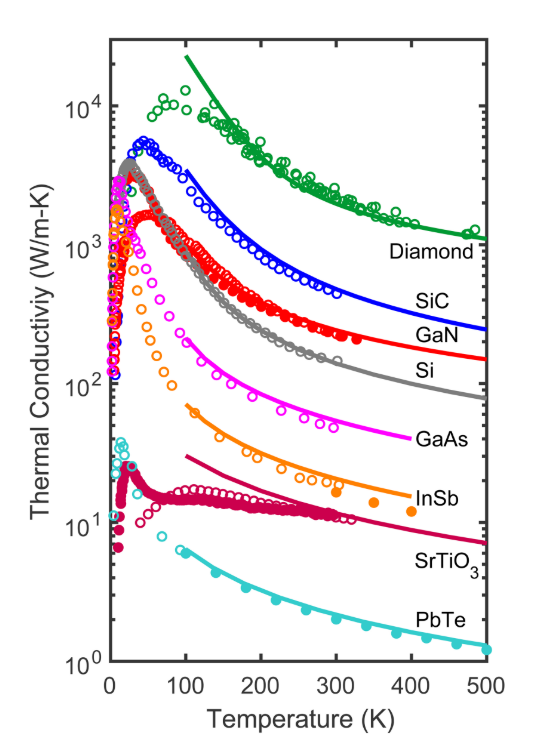 Thermal Conductiviy (W/m-K)
10^4
10^3
10^2
10^1
10^0
Diamond
SiC
GaN
Si
GaAs
InSb
SrTiO_3
PbTe
0 100 200 300 400 500
Temperature (K)